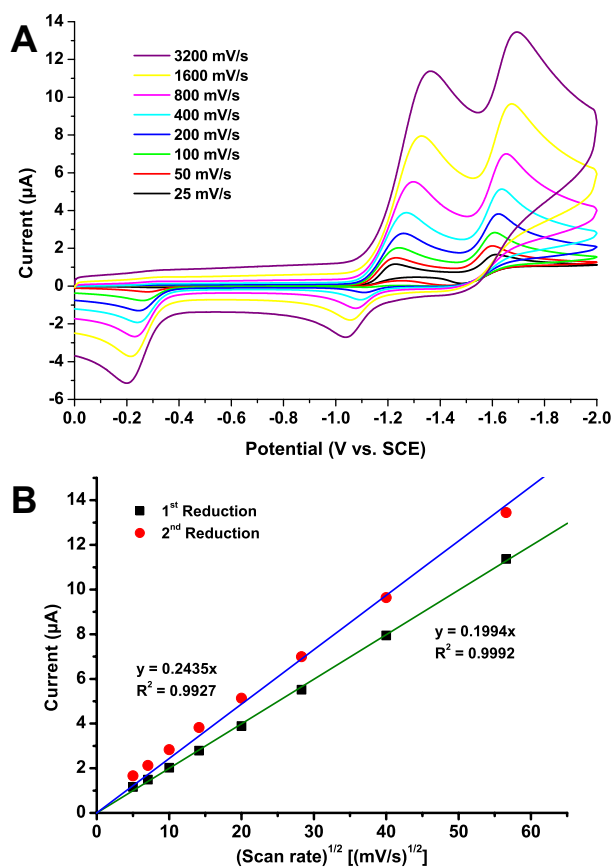 A
14
12
10
8
6
4
2
0
-2
-4
-6
Current (µA)
3200 mV/s
1600 mV/s
800 mV/s
400 mV/s
200 mV/s
100 mV/s
50 mV/s
25 mV/s
0.0 -0.2 -0.4 -0.6 -0.8 -1.0 -1.2 -1.4 -1.6 -1.8 -2.0
Potential (V vs. SCE)
B
14
12
10
8
6
4
2
0
Current (µA)
1st Reduction
2nd Reduction
y = 0.2435x
R2 = 0.9927
y = 0.1994x
R2 = 0.9992
0 10 20 30 40 50 60
(Scan rate)1/2 [(mV/s)1/2]